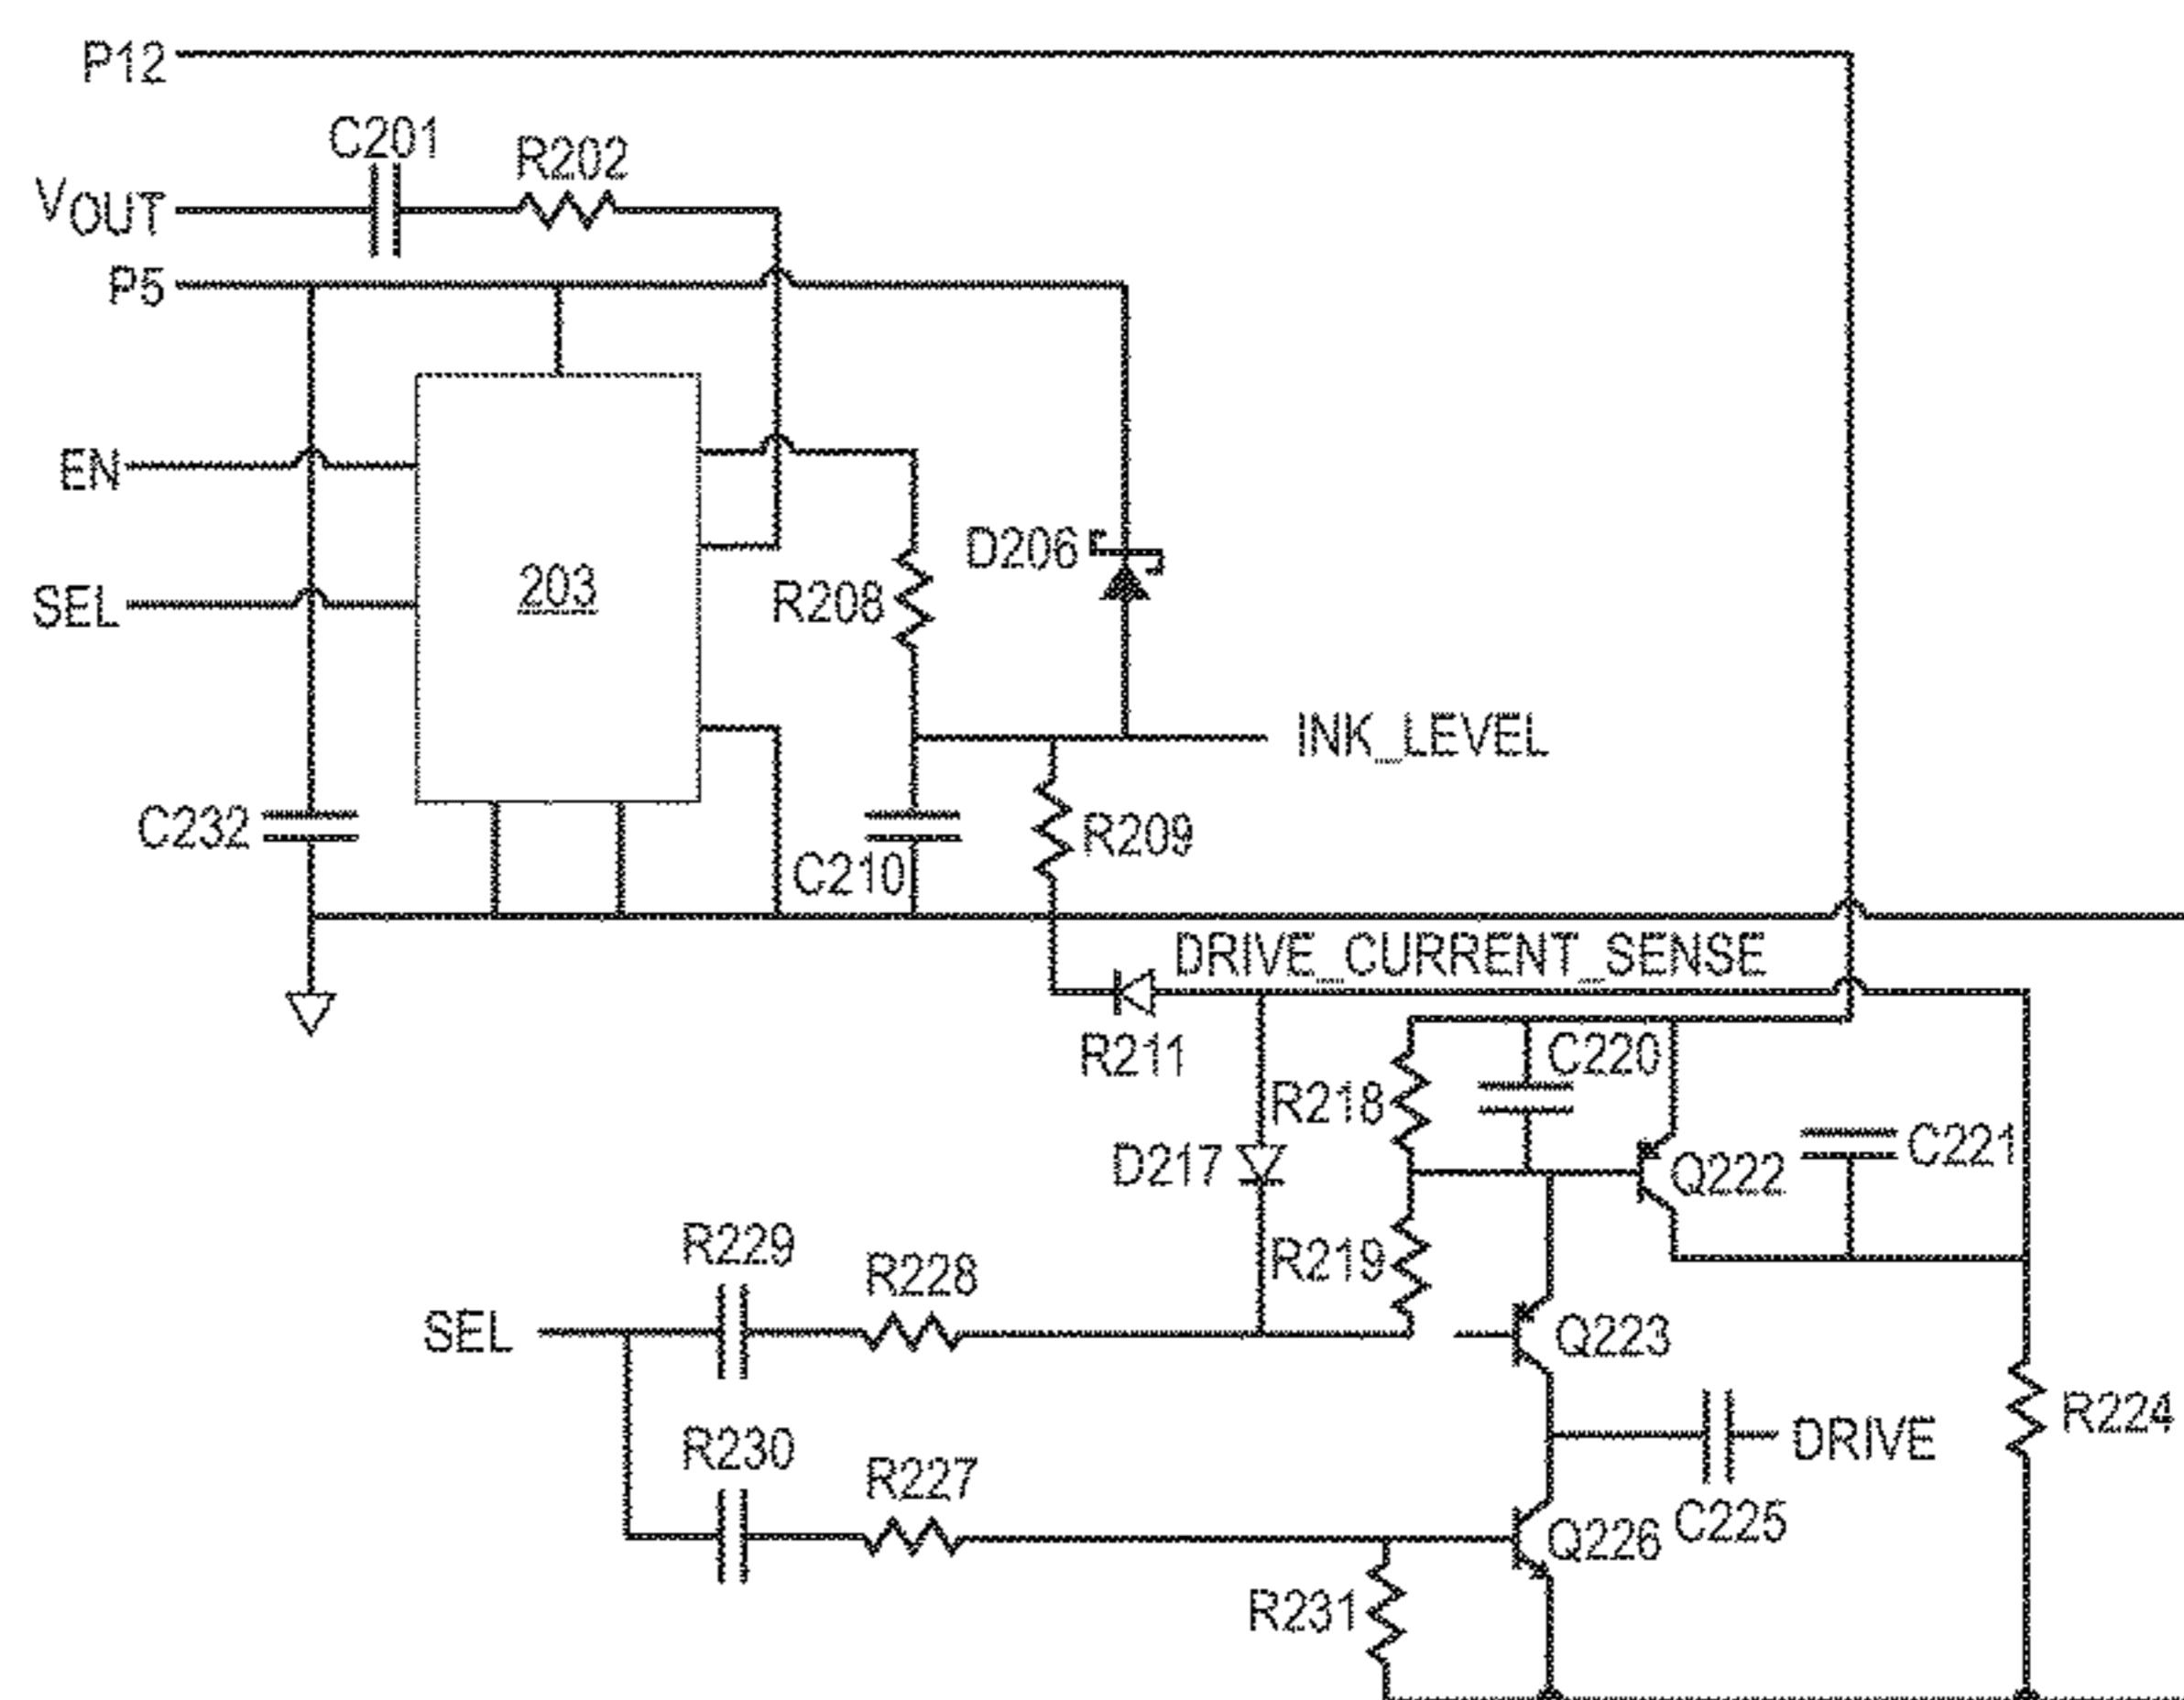 P12
C201
R202
VOUT
P5
EN
D206
203
R208
SEL
INK_LEVEL
C232
R209
C210
DRIVE_CURRENT_SENSE
R211
C220
R218
D217
C221
Q222
R229
R228
R219
SEL
Q223
R224
R230
DRIVE
R227
C225
Q226
R231